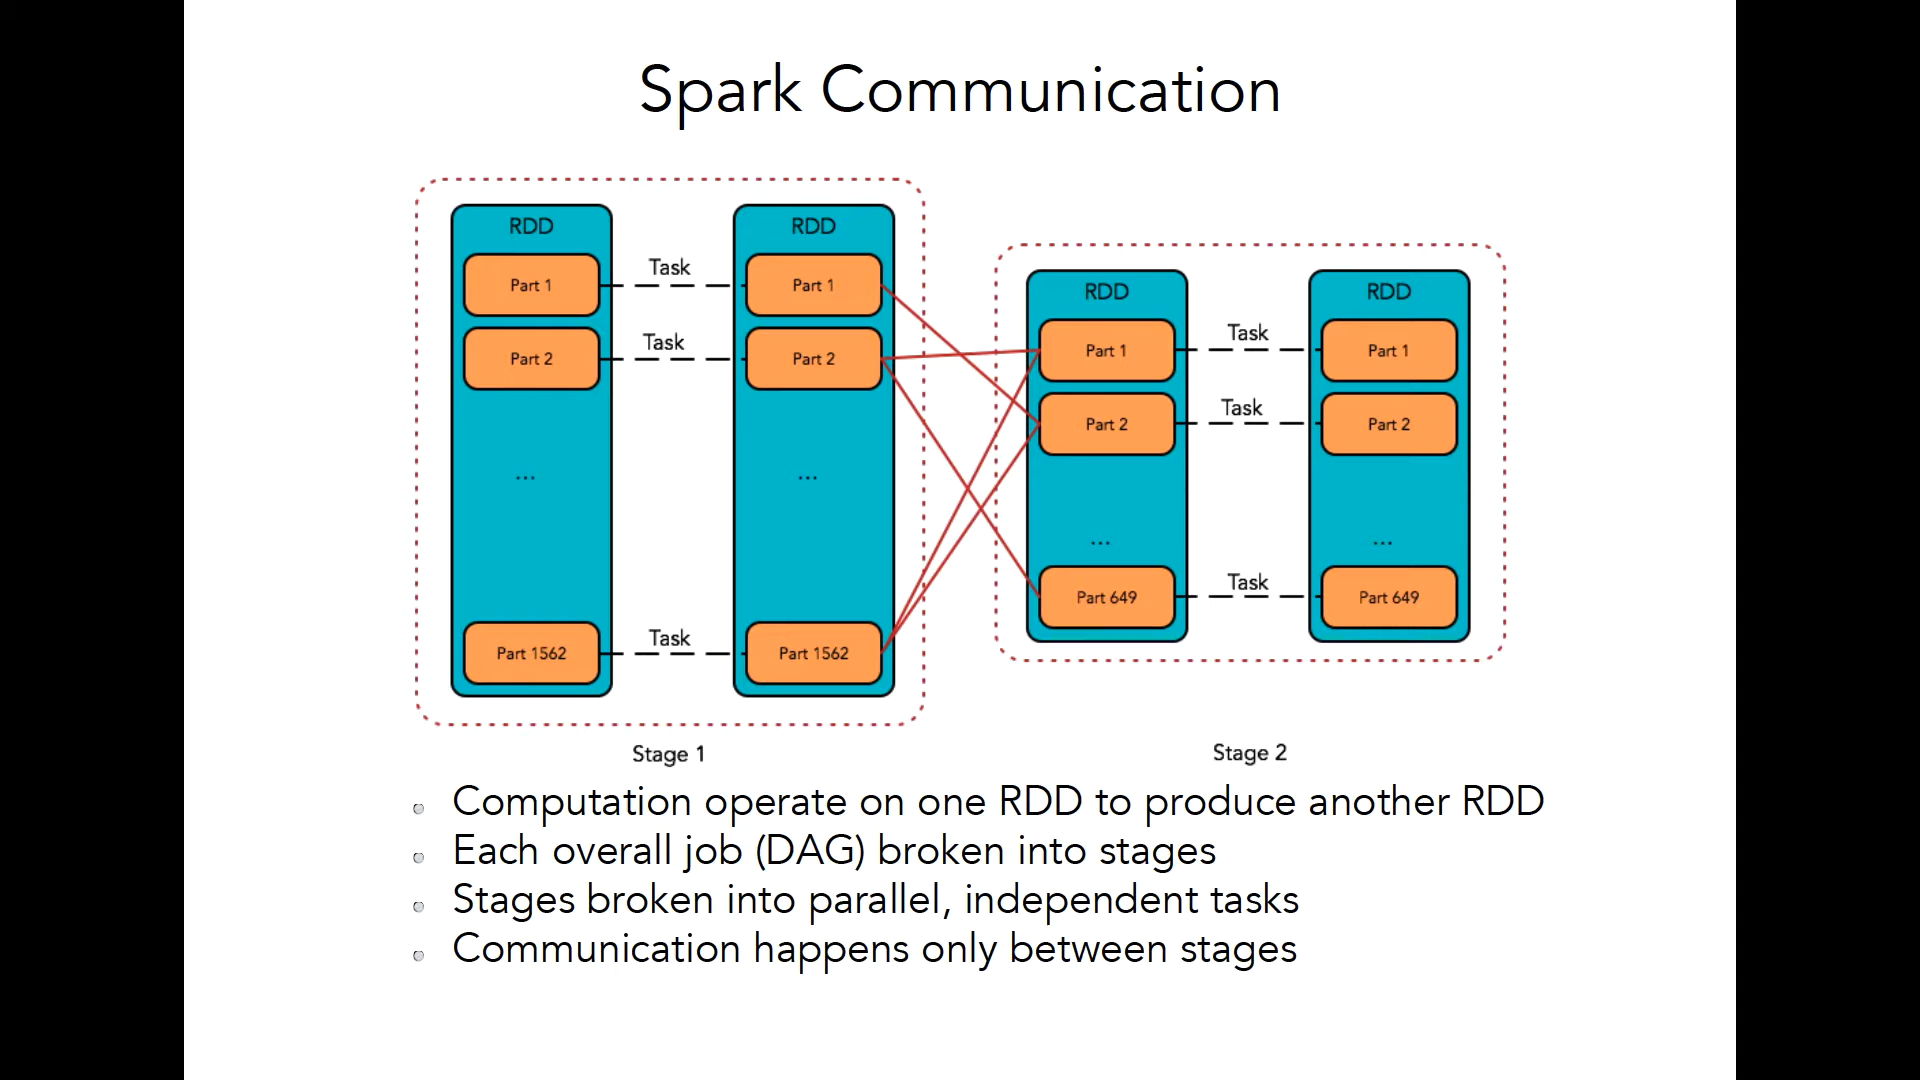 Spark Communication
RDD
Part 1
Part 2
...
Part 1562
Task
Task
Task
RDD
Part 1
Part 2
...
Part 1562
Stage 1
RDD
Part 1
Part 2
...
Part 649
Task
Task
Task
RDD
Part 1
Part 2
...
Part 649
Stage 2
Computation operate on one RDD to produce another RDD
Each overall job (DAG) broken into stages
Stages broken into parallel, independent tasks
Communication happens only between stages